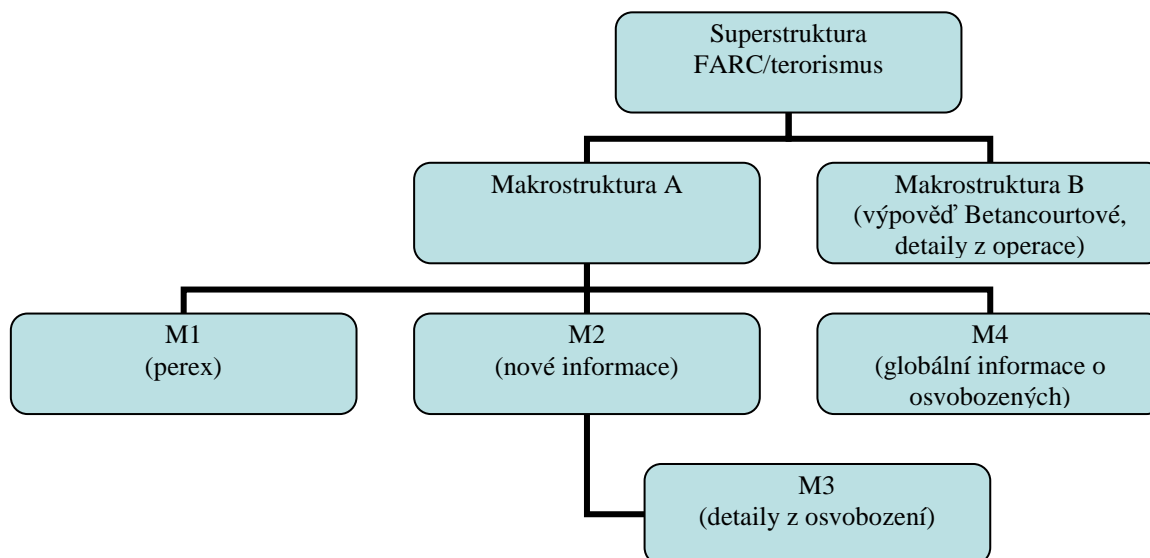 Superstruktura
FARC/terorismus
Makrostruktura A
Makrostruktura B
(výpověď Betancourtové,
detaily z operace)
M1
(perex)
M2
(nové informace)
M4
(globální informace o
osvobozených)
M3
(detaily z osvobození)